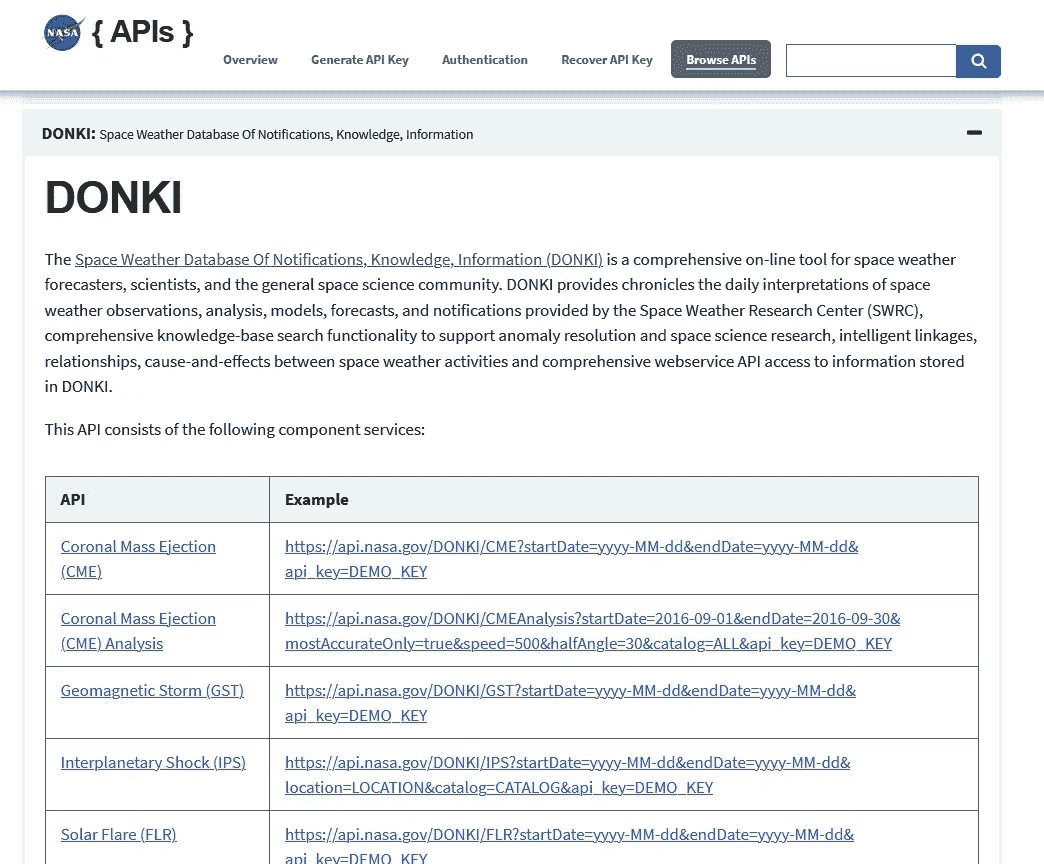 NASA { APIs }
Overview Generate API Key Authentication Recover API Key Browse APIs
DONKI: Space Weather Database Of Notifications, Knowledge, Information
DONKI
The Space Weather Database Of Notifications, Knowledge, Information (DONKI) is a comprehensive on-line tool for space weather
forecasters, scientists, and the general space science community. DONKI provides chronicles the daily interpretations of space
weather observations, analysis, models, forecasts, and notifications provided by the Space Weather Research Center (SWRC),
comprehensive knowledge-base search functionality to support anomaly resolution and space science research, intelligent linkages,
relationships, cause-and-effects between space weather activities and comprehensive webservice API access to information stored
in DONKI.
This API consists of the following component services:
API Example
Coronal Mass Ejection https://api.nasa.gov/DONKI/CME?startDate=yyyy-MM-dd&endDate=yyyy-MM-dd&
(CME) api_key=DEMO_KEY
Coronal Mass Ejection https://api.nasa.gov/DONKI/CMEAnalysis?startDate=2016-09-01&endDate=2016-09-30&
(CME) Analysis mostAccurateOnly=true&speed=500&halfAngle=30&catalog=ALL&api_key=DEMO_KEY
Geomagnetic Storm (GST) https://api.nasa.gov/DONKI/GST?startDate=yyyy-MM-dd&endDate=yyyy-MM-dd&
api_key=DEMO_KEY
Interplanetary Shock (IPS) https://api.nasa.gov/DONKI/IPS?startDate=yyyy-MM-dd&endDate=yyyy-MM-dd&
location=LOCATION&catalog=CATALOG&api_key=DEMO_KEY
Solar Flare (FLR) https://api.nasa.gov/DONKI/FLR?startDate=yyyy-MM-dd&endDate=yyyy-MM-dd&
api_key=DEMO_KEY